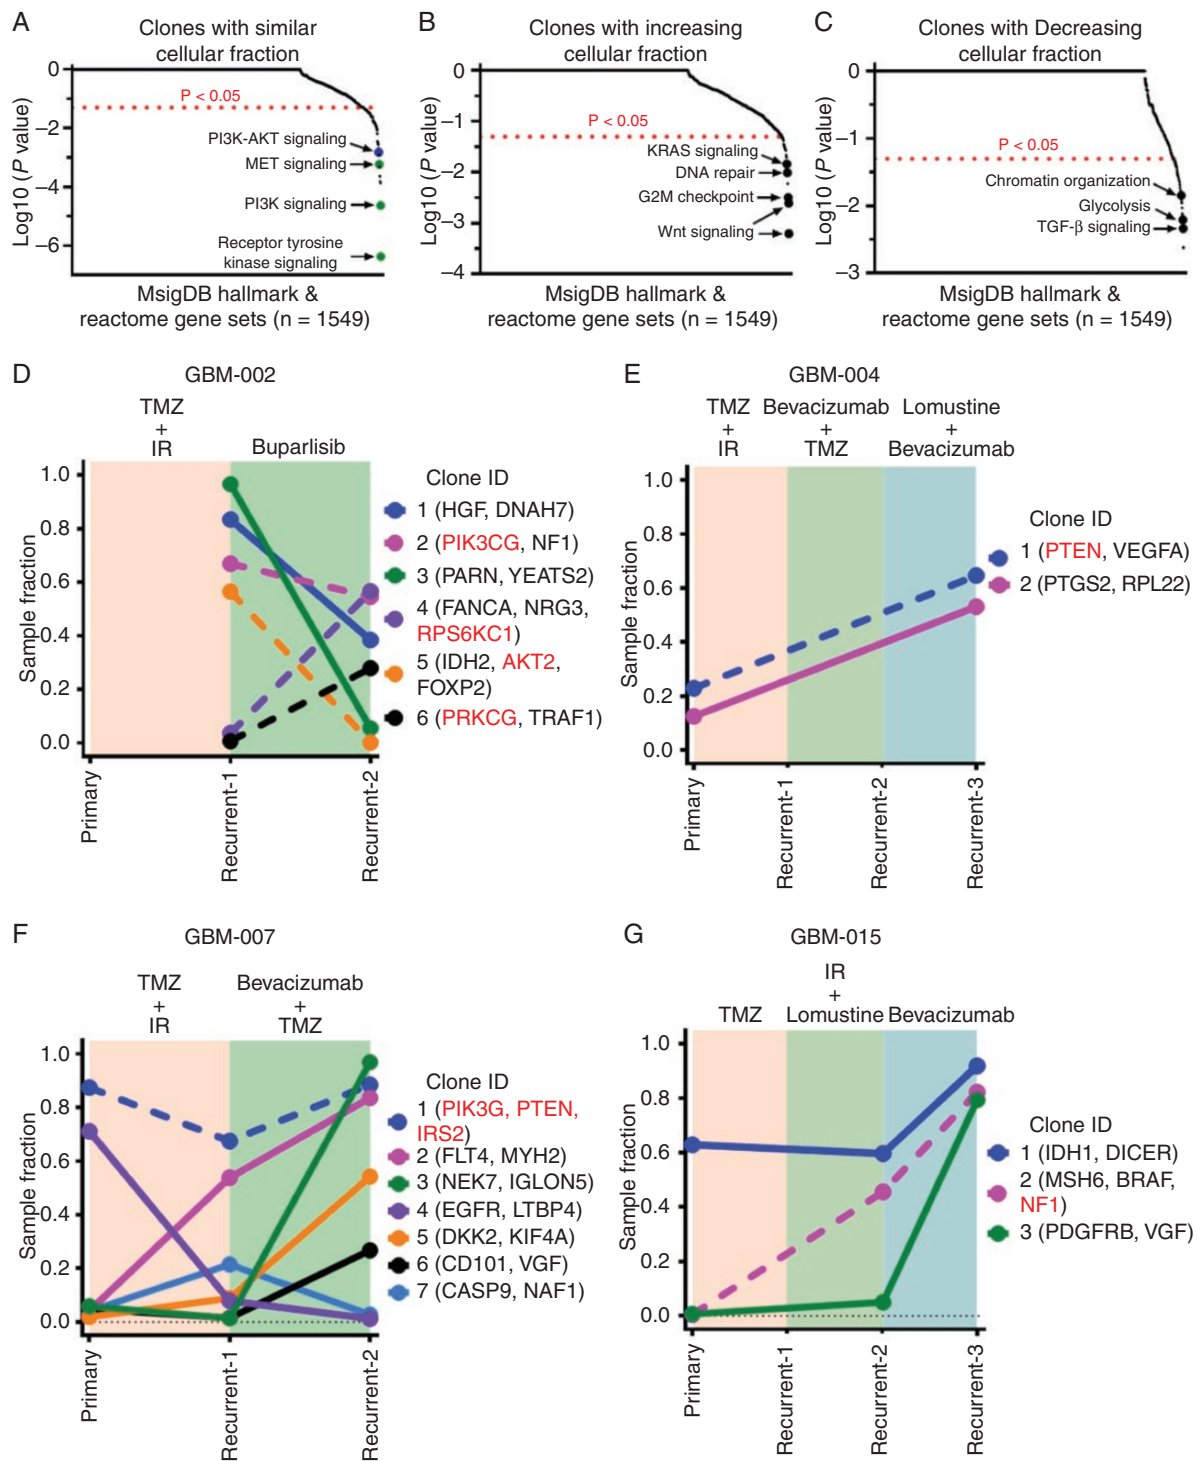 A
Clones with similar
cellular fraction
0
−2
−4
−6
Log10 (P value)
P < 0.05
PI3K-AKT signaling
MET signaling
PI3K signaling
Receptor tyrosine
kinase signaling
MsigDB hallmark &
reactome gene sets (n = 1549)
B
Clones with increasing
cellular fraction
0
−1
−2
−3
−4
Log10 (P value)
P < 0.05
KRAS signaling
DNA repair
G2M checkpoint
Wnt signaling
MsigDB hallmark &
reactome gene sets (n = 1549)
C
Clones with Decreasing
cellular fraction
0
−1
−2
−3
Log10 (P value)
P < 0.05
Chromatin organization
Glycolysis
TGF-β signaling
MsigDB hallmark &
reactome gene sets (n = 1549)
D
GBM-002
TMZ
+
IR
Buparlisib
1.0
0.8
0.6
0.4
0.2
0.0
Sample fraction
Primary
Recurrent-1
Recurrent-2
Clone ID
1 (HGF, DNAH7)
2 (PIK3CG, NF1)
3 (PARN, YEATS2)
4 (FANCA, NRG3,
RPS6KC1)
5 (IDH2, AKT2,
FOXP2)
6 (PRKCG, TRAF1)
E
GBM-004
TMZ
+
IR
Bevacizumab
+
TMZ
Lomustine
+
Bevacizumab
1.0
0.8
0.6
0.4
0.2
0.0
Sample fraction
Primary
Recurrent-1
Recurrent-2
Recurrent-3
Clone ID
1 (PTEN, VEGFA)
2 (PTGS2, RPL22)
F
GBM-007
TMZ
+
IR
Bevacizumab
+
TMZ
1.0
0.8
0.6
0.4
0.2
0.0
Sample fraction
Primary
Recurrent-1
Recurrent-2
Clone ID
1 (PIK3G, PTEN,
IRS2)
2 (FLT4, MYH2)
3 (NEK7, IGLON5)
4 (EGFR, LTBP4)
5 (DKK2, KIF4A)
6 (CD101, VGF)
7 (CASP9, NAF1)
G
GBM-015
TMZ
IR
+
Lomustine
Bevacizumab
1.0
0.8
0.6
0.4
0.2
0.0
Sample fraction
Primary
Recurrent-1
Recurrent-2
Recurrent-3
Clone ID
1 (IDH1, DICER)
2 (MSH6, BRAF,
NF1)
3 (PDGFRB, VGF)